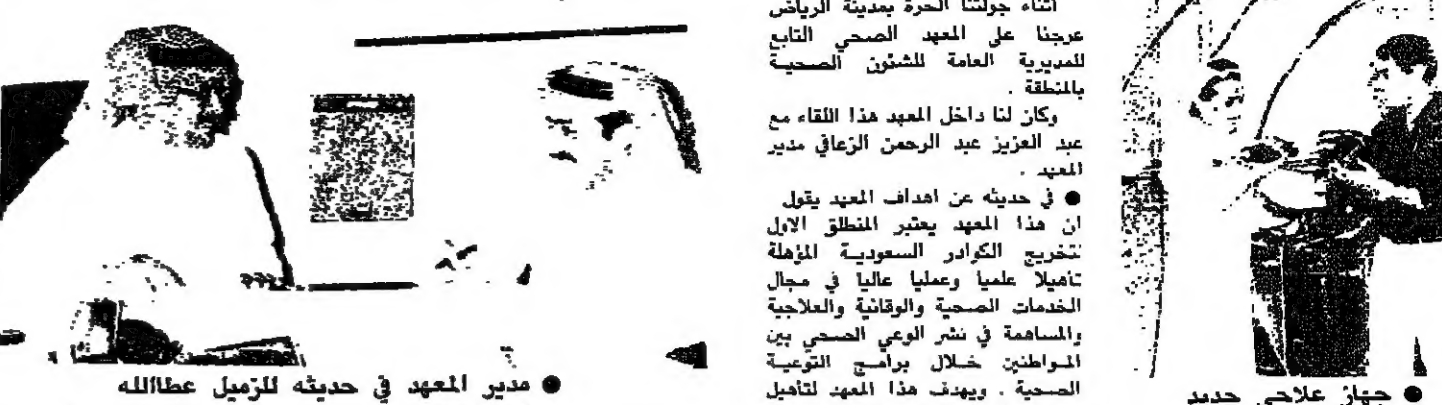 اثناء جولتنا الحرة بمدينة الرياض
عرجنا على المعهد الصحي التابع
للمديرية العامة للشئون الصحية
بالمنطقة .
وكان لنا داخل المعهد هذا اللقاء مع
عبد العزيز عبد الرحمن الزعاقي مدير
المعهد .
● في حديثه عن اهداف المعهد يقول
ان هذا المعهد يعتبر المنطلق الاول
لتخريج الكوادر السعودية المؤهلة
تأهيلا علميا وعمليا عاليا في مجال
الخدمات الصحية والوقائية والعلاجية
والمساهمة في نشر الوعي الصحي بين
المواطنين خلال برامج التوعية
الصحية . ويهدف هذا المعهد لتأهيل
● جهاز علاجي جديد
● مدير المعهد في حديثه للزميل عطاالله